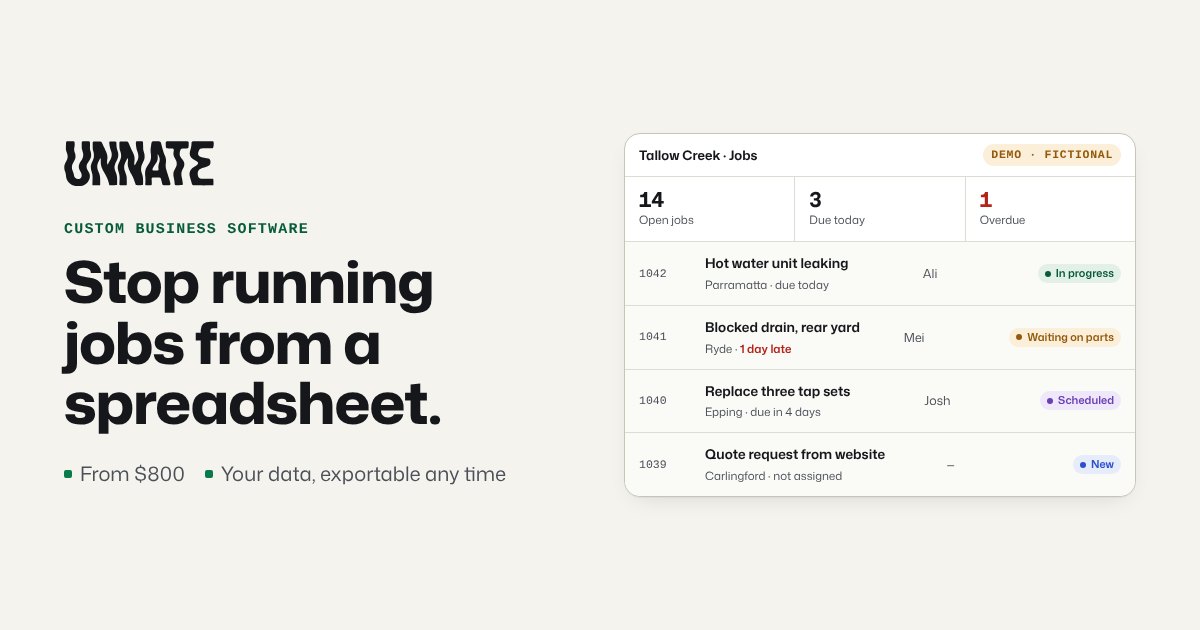 UNNATE
CUSTOM BUSINESS SOFTWARE
Stop running
jobs from a
spreadsheet.
From $800 Your data, exportable any time
Tallow Creek · Jobs DEMO · FICTIONAL
14 3 1
Open jobs Due today Overdue
1042 Hot water unit leaking Ali In progress
Parramatta · due today
1041 Blocked drain, rear yard Mei Waiting on parts
Ryde · 1 day late
1040 Replace three tap sets Josh Scheduled
Epping · due in 4 days
1039 Quote request from website – New
Carlingford · not assigned